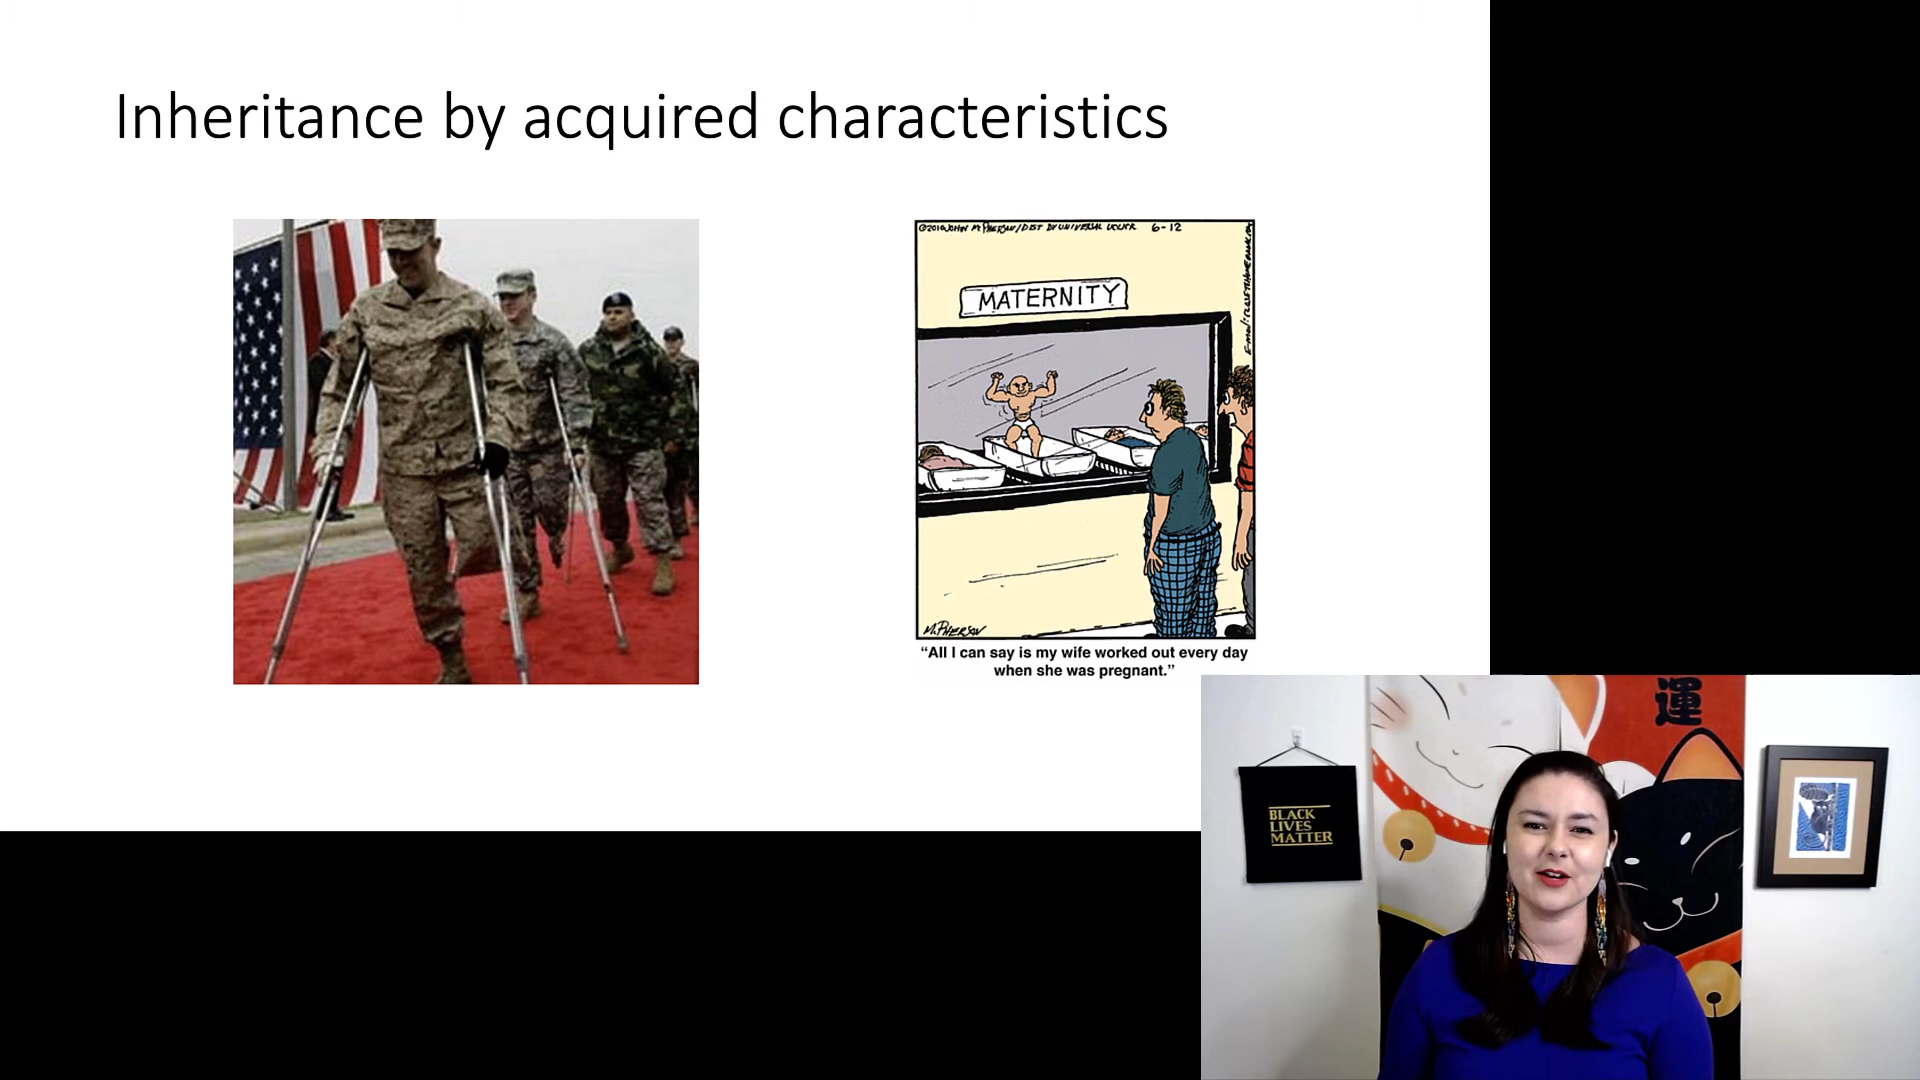 Inheritance by acquired characteristics
©2010 JOHN McPHERSON/DIST BY UNIVERSAL UCLICK 6-12
MATERNITY
McPHERSON
“All I can say is my wife worked out every day
when she was pregnant.”
運
BLACK
LIVES
MATTER